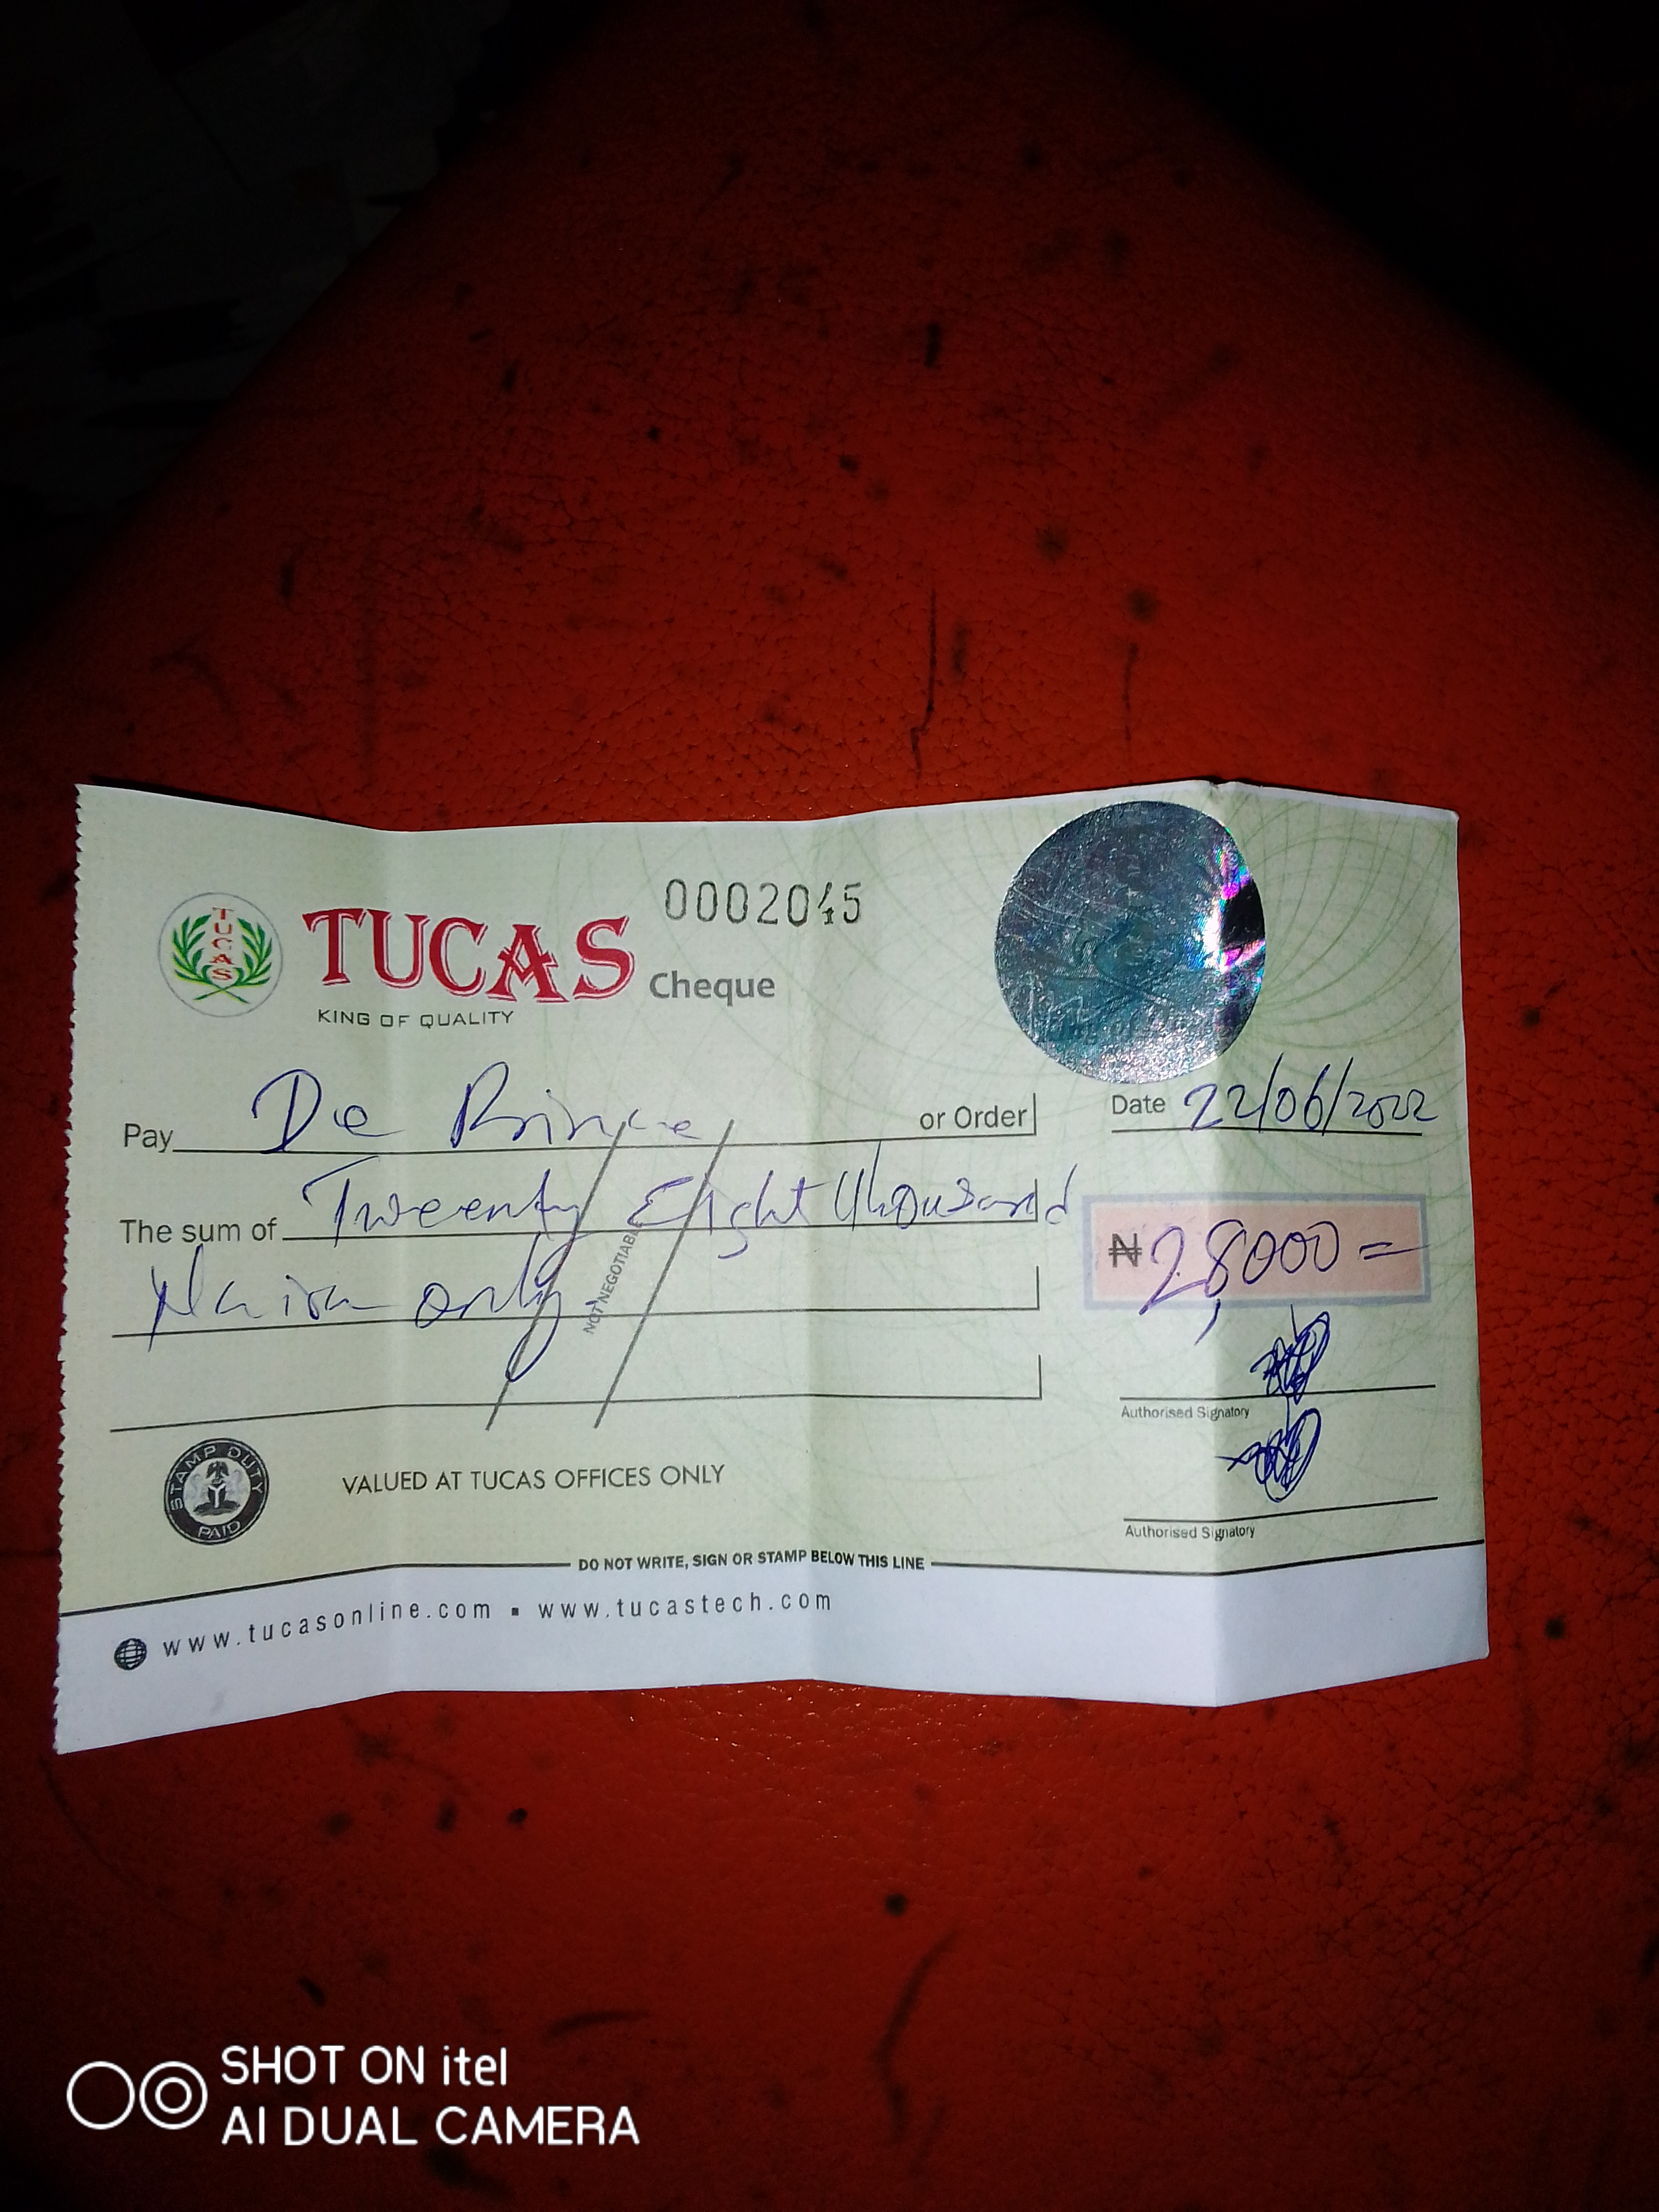 0002045
TUCAS
TUCAS Cheque
KING OF QUALITY
Pay De Prince or Order
Date 22/06/2022
The sum of Tweenty Eight thousand
Naira only
₦ 28,000=
NOT NEGOTIABLE
Authorised Signatory
Authorised Signatory
STAMP DUTY
PAID
VALUED AT TUCAS OFFICES ONLY
DO NOT WRITE, SIGN OR STAMP BELOW THIS LINE
www.tucasonline.com ▪ www.tucastech.com
SHOT ON itel
AI DUAL CAMERA